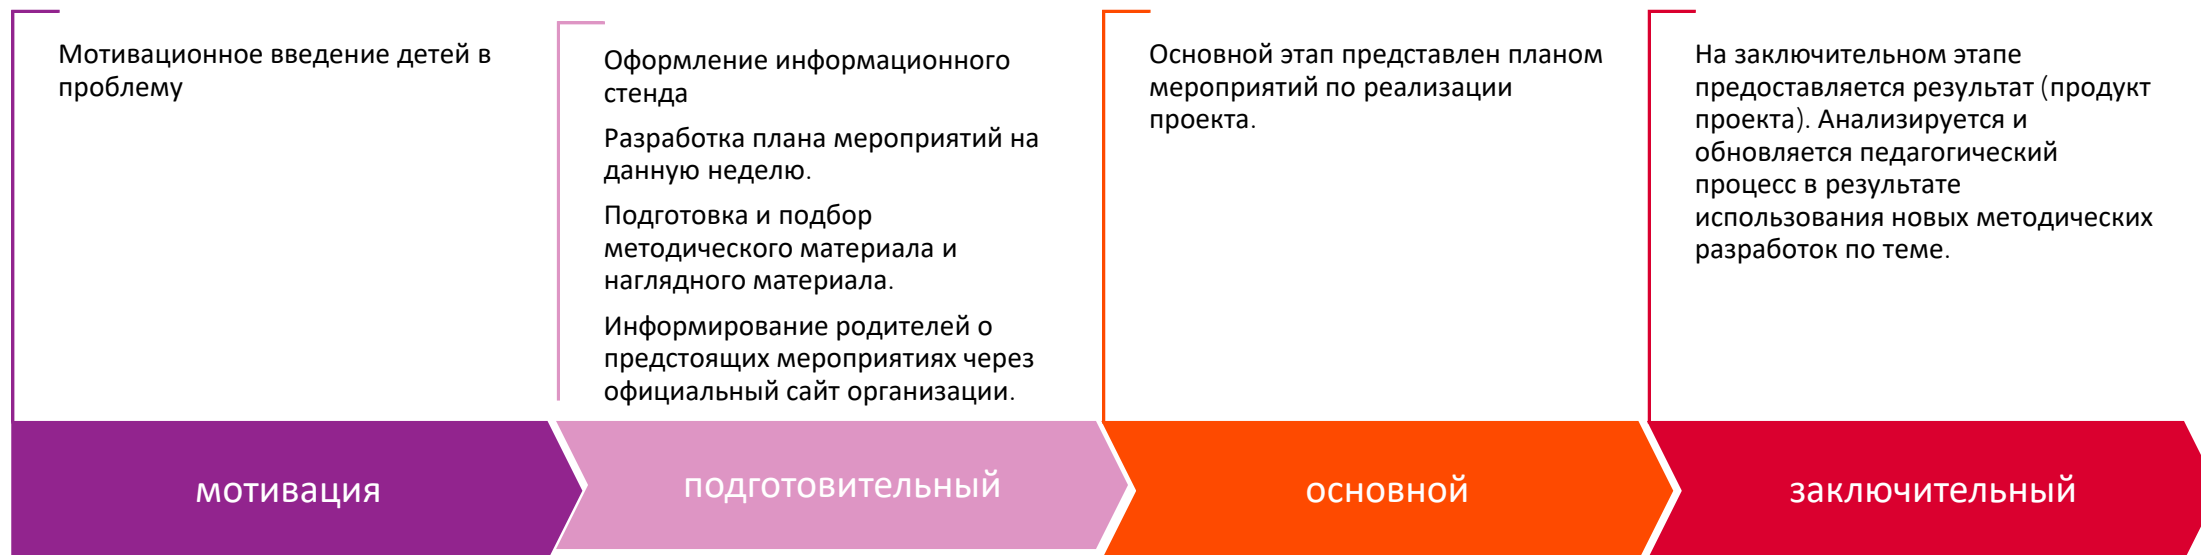 Мотивационное введение детей в
проблему
Оформление информационного
стенда
Разработка плана мероприятий на
данную неделю.
Подготовка и подбор
методического материала и
наглядного материала.
Информирование родителей о
предстоящих мероприятиях через
официальный сайт организации.
Основной этап представлен планом
мероприятий по реализации
проекта.
На заключительном этапе
предоставляется результат (продукт
проекта). Анализируется и
обновляется педагогический
процесс в результате
использования новых методических
разработок по теме.
мотивация
подготовительный
основной
заключительный